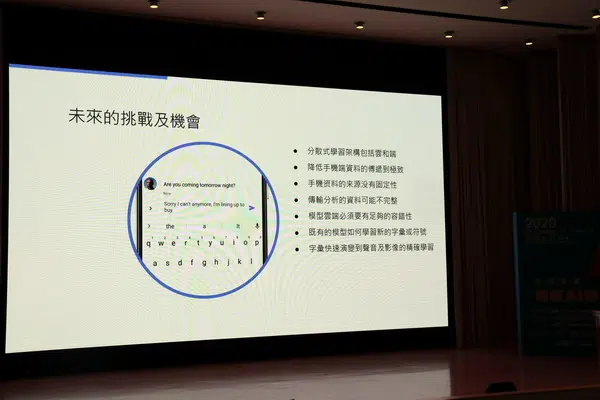 未來的挑戰及機會
Are you coming tomorrow night?
Sorry I can't anymore, I'm lining up to
buy
the a it
q w e r t y u i o p
a s d f g h j k l
● 分散式學習架構包括雲和端
● 降低手機端資料的傳遞到極致
● 手機资料的來源沒有固定性
● 傳輸分析的資料可能不完整
● 模型雲端必須要有足夠的容錯性
● 既有的模型如何學習新的字彙或符號
● 字彙快速演變到聲音及影像的精確學習
2020